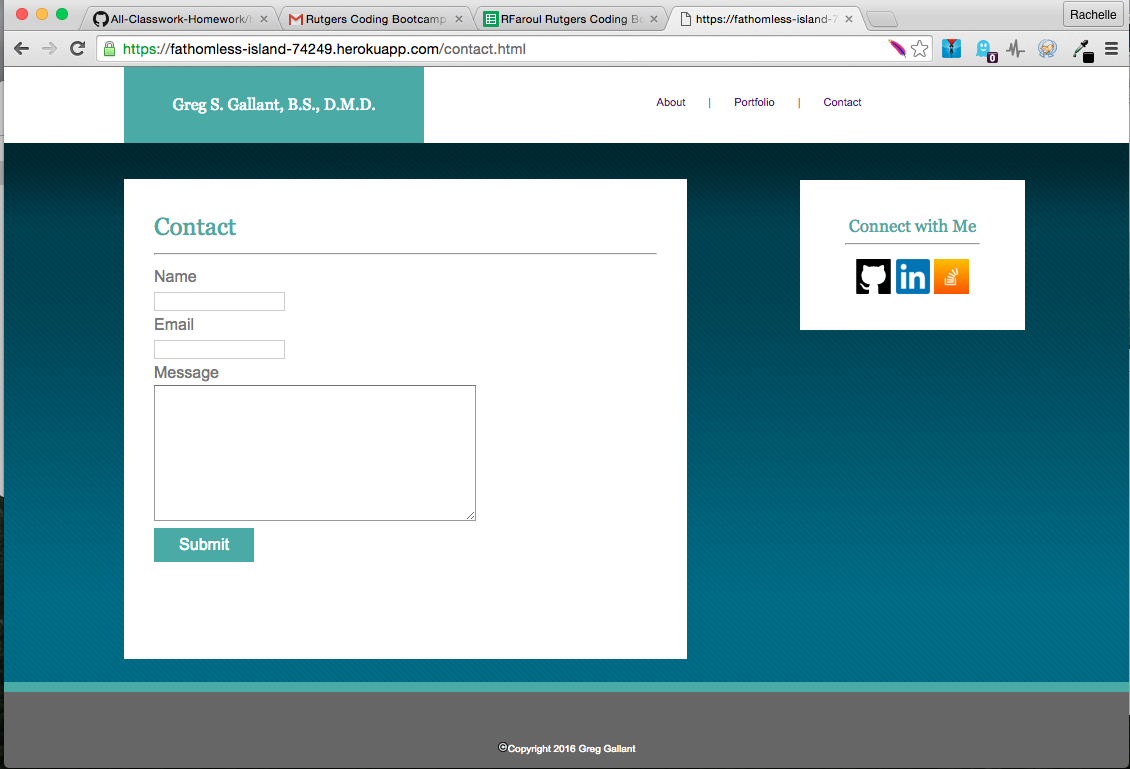 All-Classwork-Homework/
Rutgers Coding Bootcamp
RFaroul Rutgers Coding Bo
https://fathomless-island-7
Rachelle
https://fathomless-island-74249.herokuapp.com/contact.html
0
Greg S. Gallant, B.S., D.M.D.
About | Portfolio | Contact
Contact
Connect with Me
Name
in
Email
Message
Submit
©Copyright 2016 Greg Gallant